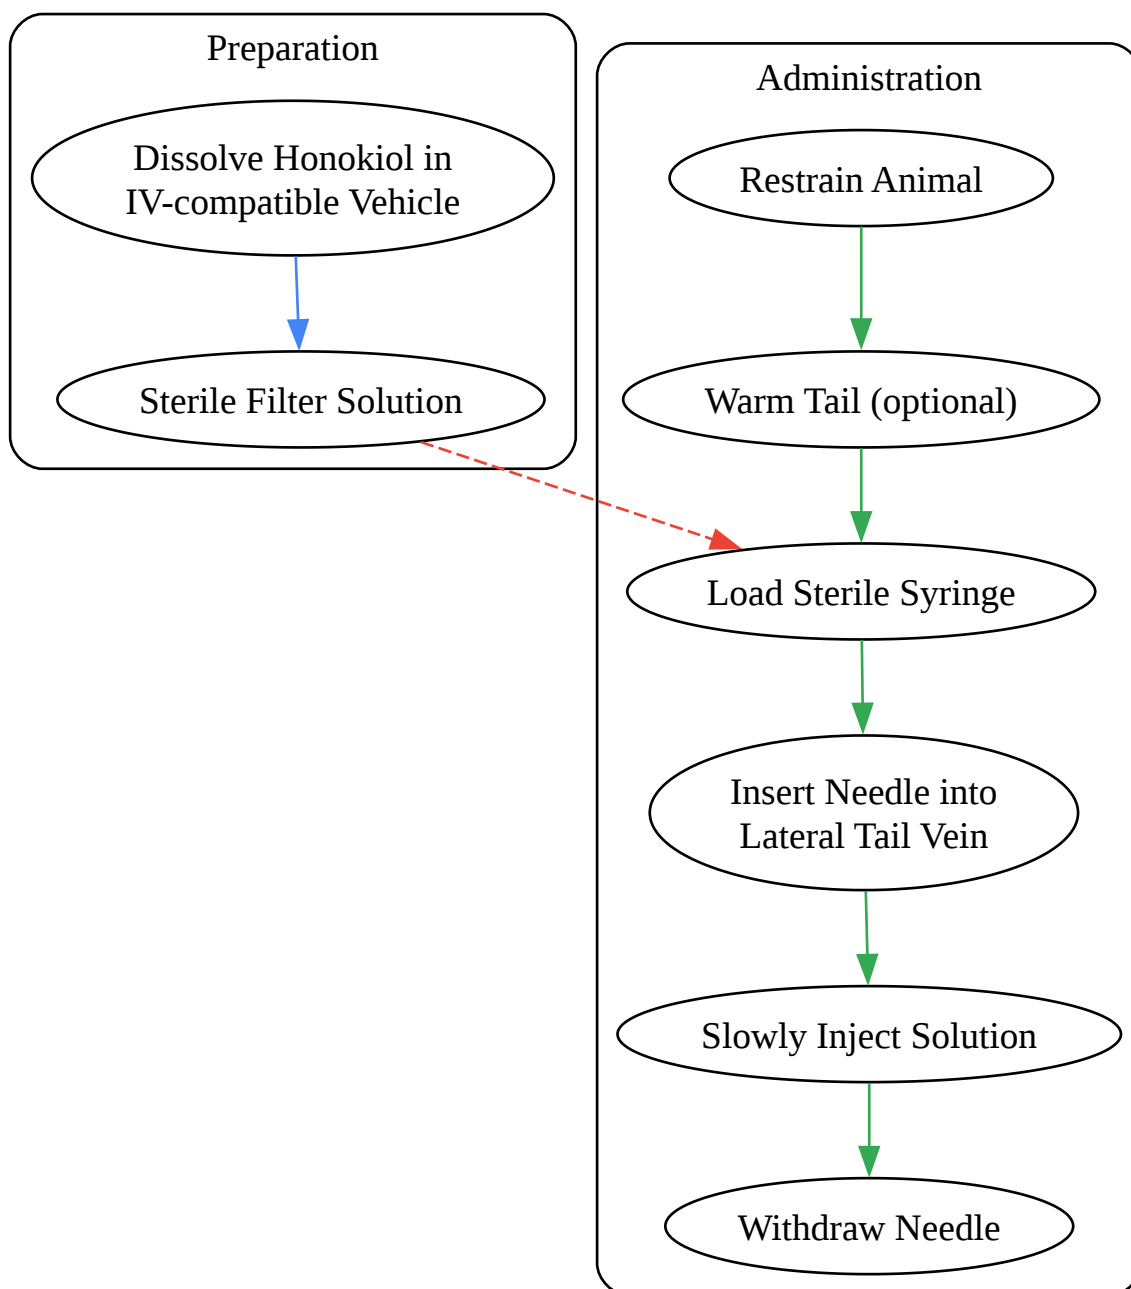 Preparation
Dissolve Honokiol in
IV-compatible Vehicle
Sterile Filter Solution
Administration
Restrain Animal
Warm Tail (optional)
Load Sterile Syringe
Insert Needle into
Lateral Tail Vein
Slowly Inject Solution
Withdraw Needle